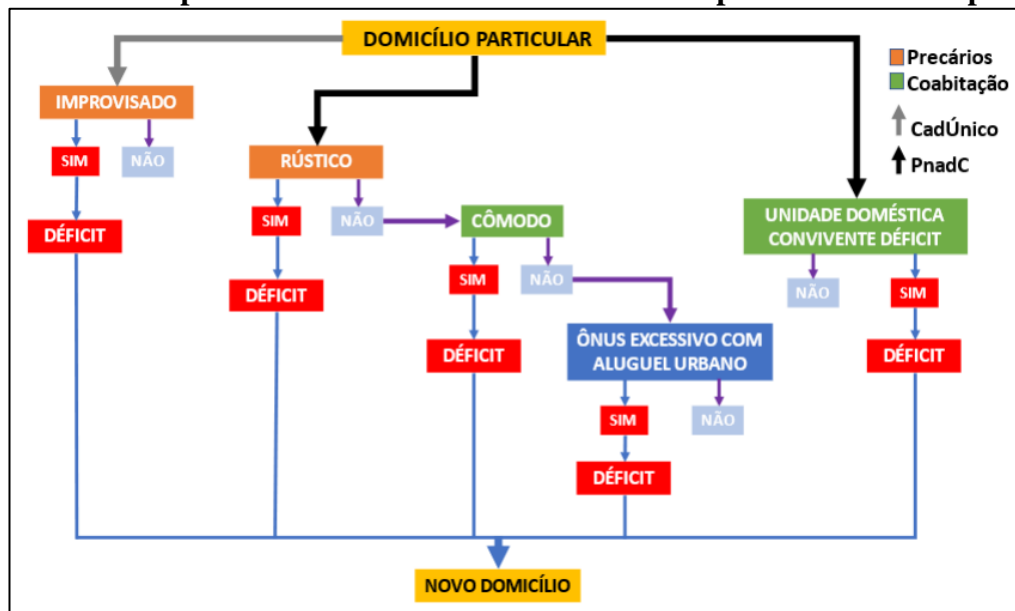 DOMICÍLIO PARTICULAR
Precários
Coabitação
CadÚnico
PnadC
IMPROVISADO
SIM
NÃO
DÉFICIT
RÚSTICO
SIM
NÃO
DÉFICIT
CÔMODO
SIM
NÃO
DÉFICIT
ÔNUS EXCESSIVO COM
ALUGUEL URBANO
SIM
NÃO
DÉFICIT
UNIDADE DOMÉSTICA
CONVIVENTE DÉFICIT
NÃO
SIM
DÉFICIT
NOVO DOMICÍLIO